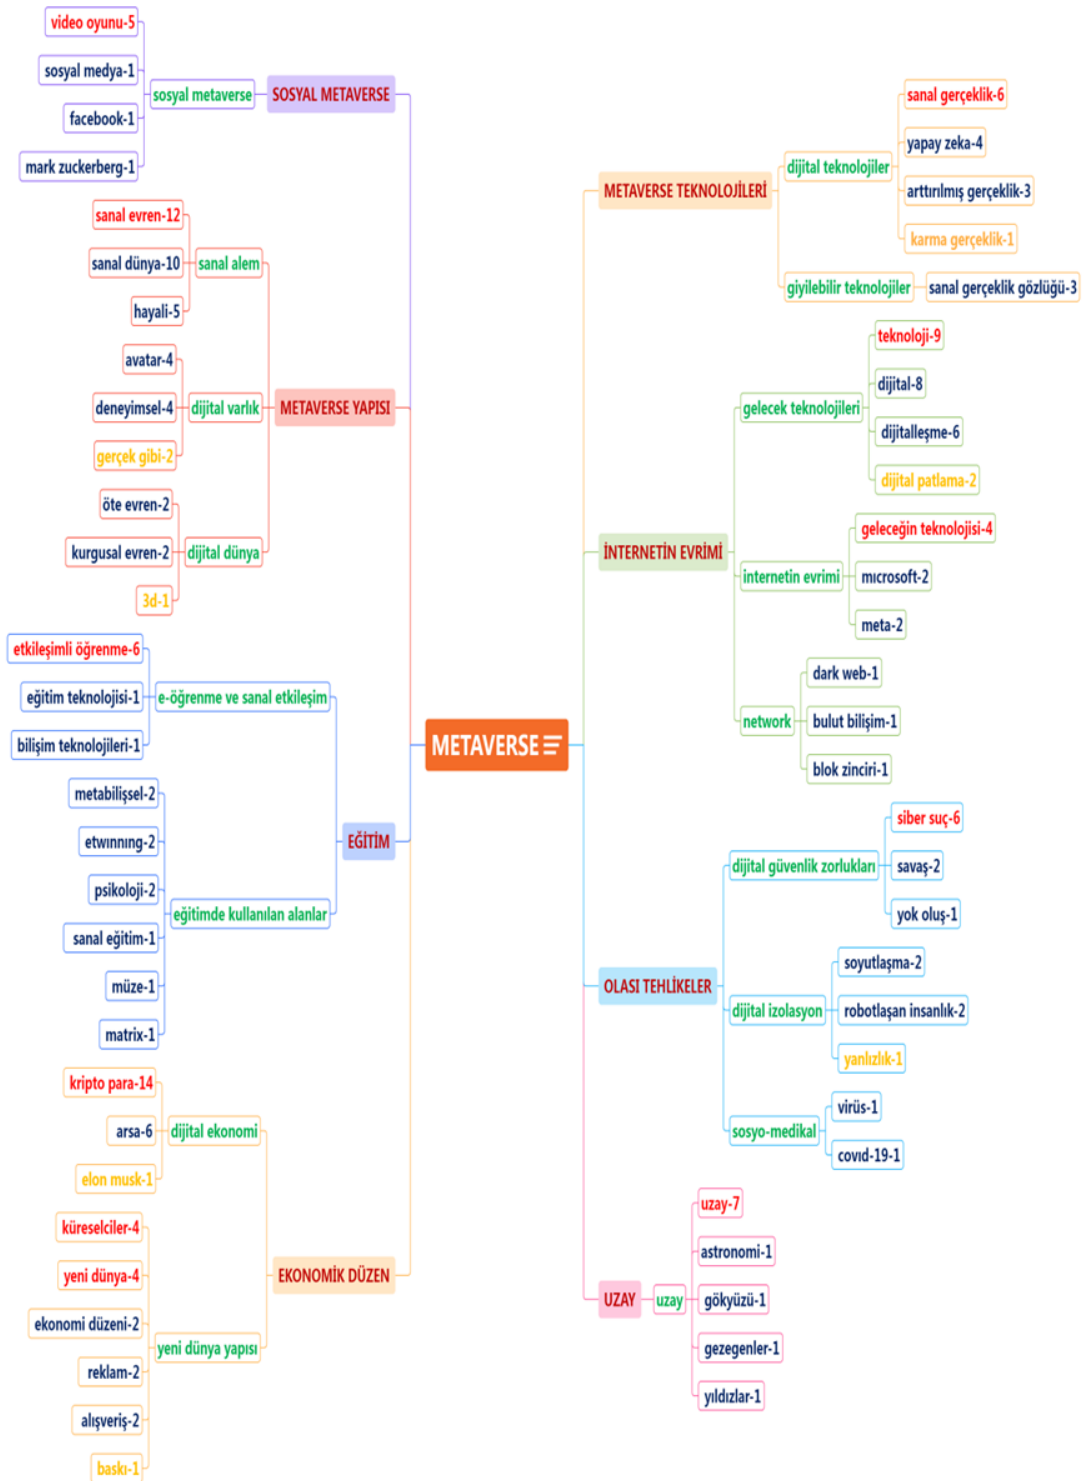 METAVERSE
SOSYAL METAVERSE
sosyal metaverse
video oyunu-5
sosyal medya-1
facebook-1
mark zuckerberg-1
METAVERSE YAPISI
sanal alem
sanal evren-12
sanal dünya-10
hayali-5
dijital varlık
avatar-4
deneyimsel-4
gerçek gibi-2
dijital dünya
öte evren-2
kurgusal evren-2
3d-1
EĞİTİM
e-öğrenme ve sanal etkileşim
etkileşimli öğrenme-6
eğitim teknolojisi-1
bilişim teknolojileri-1
eğitimde kullanılan alanlar
metabilişsel-2
etwınnıng-2
psikoloji-2
sanal eğitim-1
müze-1
matrix-1
EKONOMİK DÜZEN
dijital ekonomi
kripto para-14
arsa-6
elon musk-1
yeni dünya yapısı
küreselciler-4
yeni dünya-4
ekonomi düzeni-2
reklam-2
alışveriş-2
baskı-1
METAVERSE TEKNOLOJİLERİ
dijital teknolojiler
sanal gerçeklik-6
yapay zeka-4
arttırılmış gerçeklik-3
karma gerçeklik-1
giyilebilir teknolojiler
sanal gerçeklik gözlüğü-3
İNTERNETİN EVRİMİ
gelecek teknolojileri
teknoloji-9
dijital-8
dijitalleşme-6
dijital patlama-2
internetin evrimi
geleceğin teknolojisi-4
mıcrosoft-2
meta-2
network
dark web-1
bulut bilişim-1
blok zinciri-1
OLASI TEHLİKELER
dijital güvenlik zorlukları
siber suç-6
savaş-2
yok oluş-1
dijital izolasyon
soyutlaşma-2
robotlaşan insanlık-2
yanlızlık-1
sosyo-medikal
virüs-1
covıd-19-1
UZAY
uzay
uzay-7
astronomi-1
gökyüzü-1
gezegenler-1
yıldızlar-1